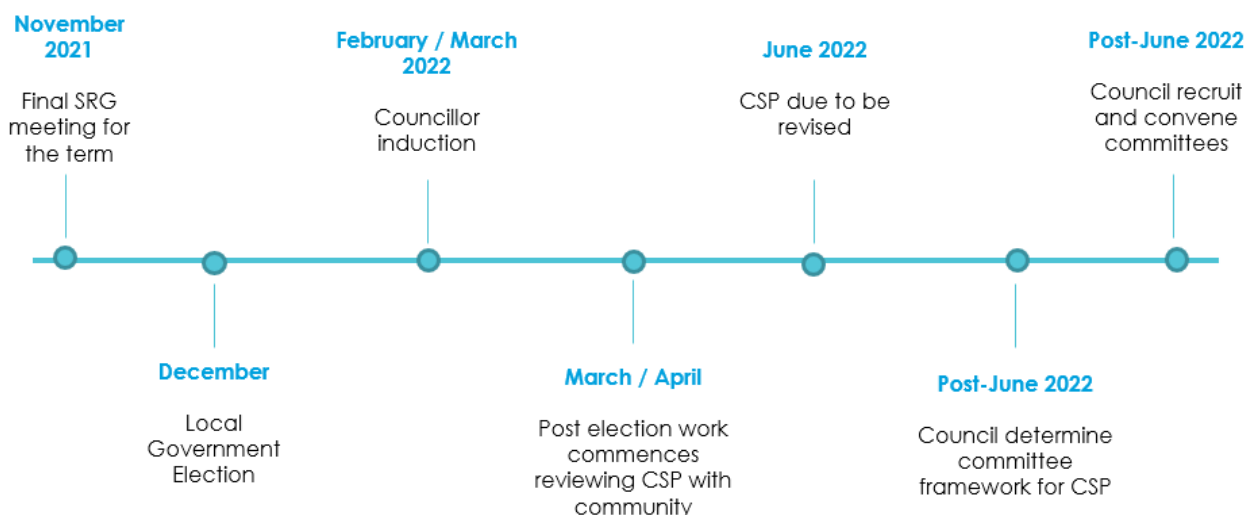 November
2021
Final SRG
meeting for
the term
December
Local
Government
Election
February / March
2022
Councillor
induction
March / April
Post election work
commences
reviewing CSP with
community
June 2022
CSP due to be
revised
Post-June 2022
Council determine
committee
framework for CSP
Post-June 2022
Council recruit
and convene
committees